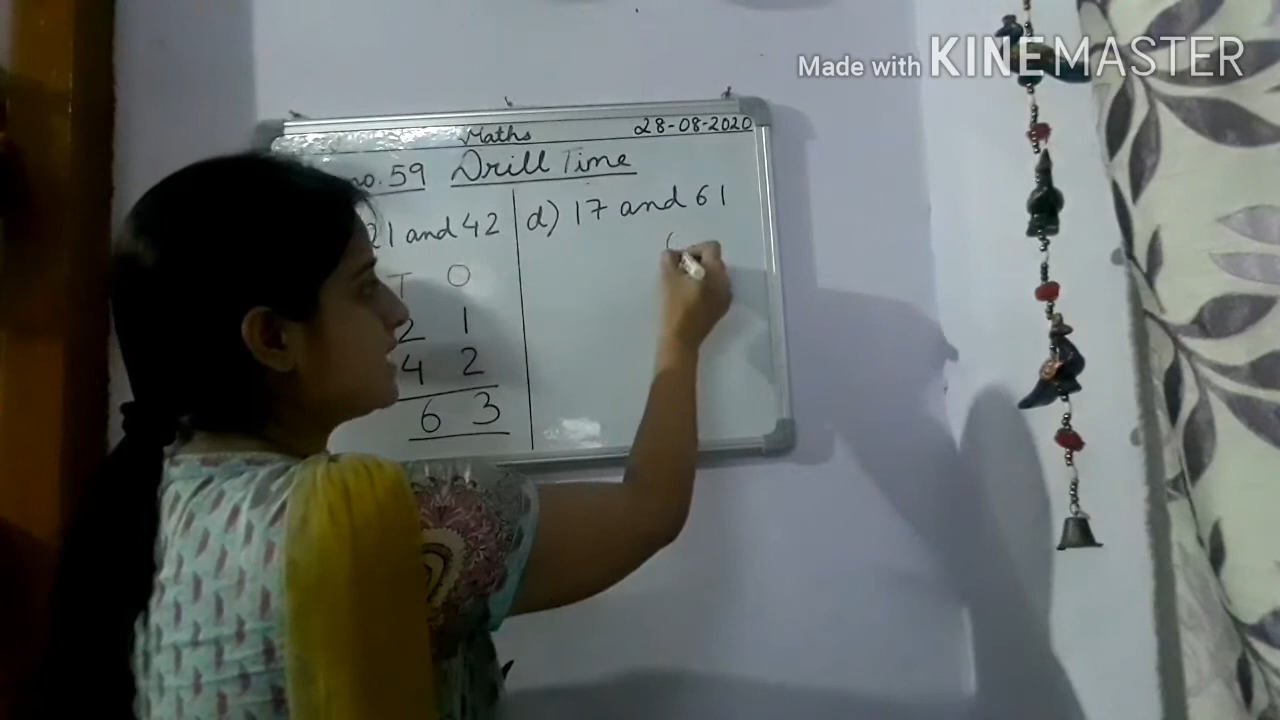 Made with KINEMASTER
Maths 28-08-2020
no. 59 Drill Time
21 and 42 d) 17 and 61
T O
2 1
4 2
6 3